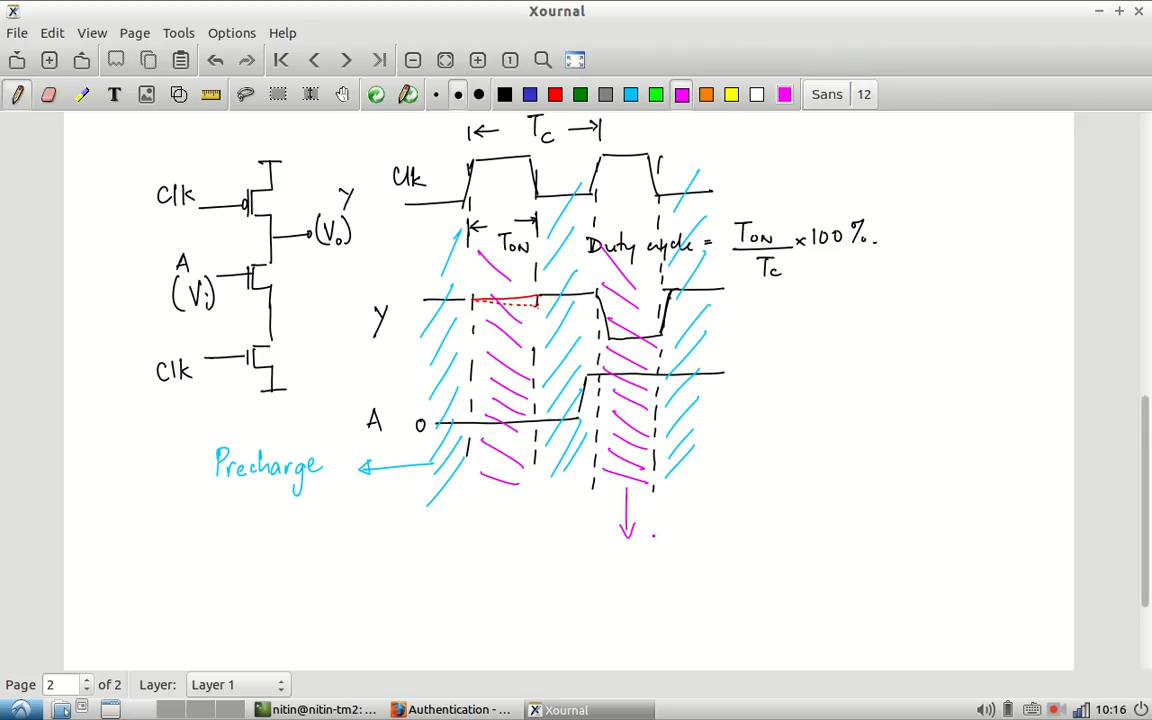 Xournal
File Edit View Page Tools Options Help
Sans 12
Tc
Clk
Clk
Y
(Vo)
TON
Duty cycle = TON/Tc × 100 %.
A
(Vi)
Y
Clk
A 0
Precharge
Page 2 of 2 Layer: Layer 1
nitin@nitin-tm2: ... Authentication - ... Xournal 10:16